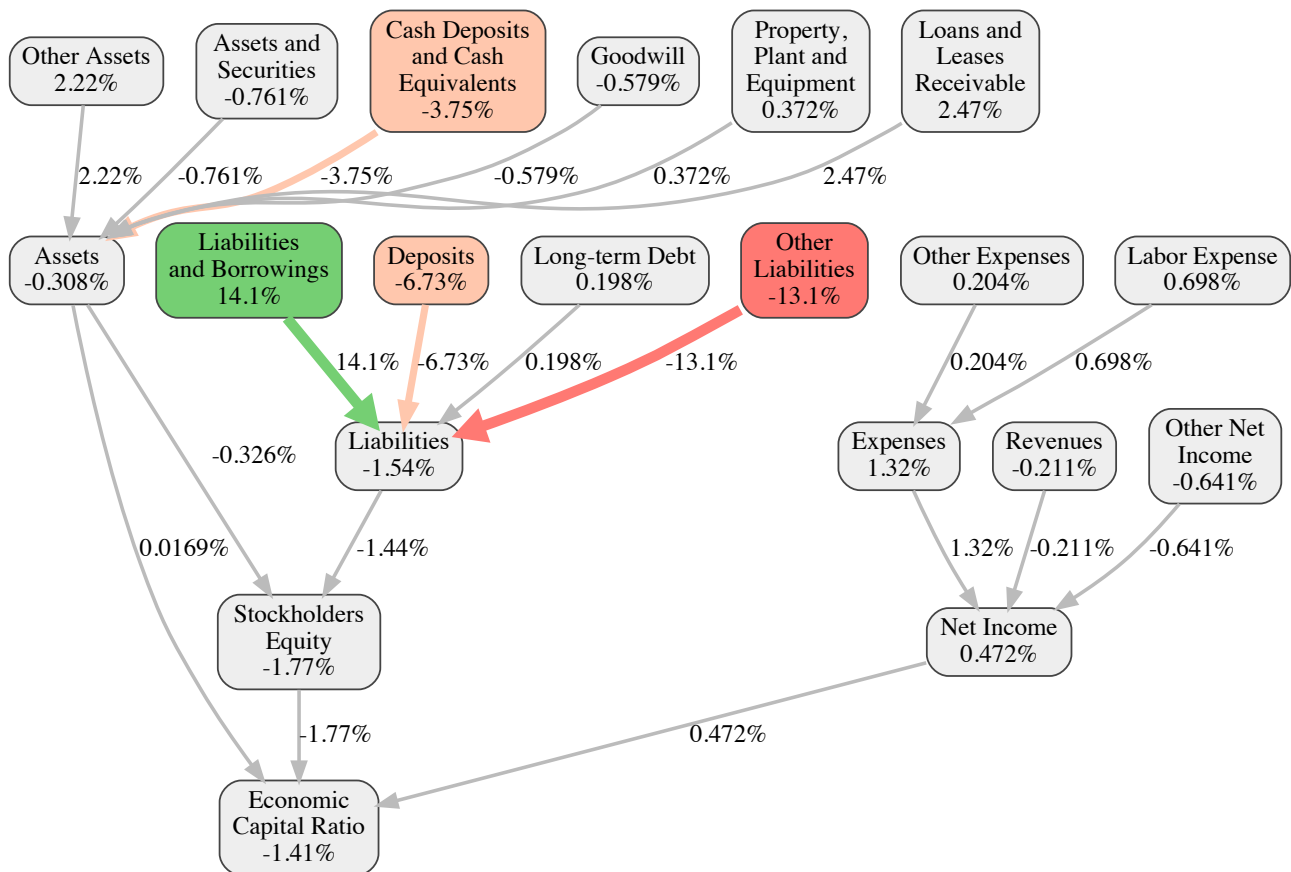 Other Assets
2.22%
Assets and
Securities
-0.761%
Cash Deposits
and Cash
Equivalents
-3.75%
Goodwill
-0.579%
Property,
Plant and
Equipment
0.372%
Loans and
Leases
Receivable
2.47%
2.22%
-0.761%
-3.75%
-0.579%
0.372%
2.47%
Assets
-0.308%
Liabilities
and Borrowings
14.1%
Deposits
-6.73%
Long-term Debt
0.198%
Other
Liabilities
-13.1%
Other Expenses
0.204%
Labor Expense
0.698%
14.1%
-6.73%
0.198%
-13.1%
0.204%
0.698%
-0.326%
Liabilities
-1.54%
Expenses
1.32%
Revenues
-0.211%
Other Net
Income
-0.641%
0.0169%
-1.44%
1.32%
-0.211%
-0.641%
Stockholders
Equity
-1.77%
Net Income
0.472%
-1.77%
0.472%
Economic
Capital Ratio
-1.41%